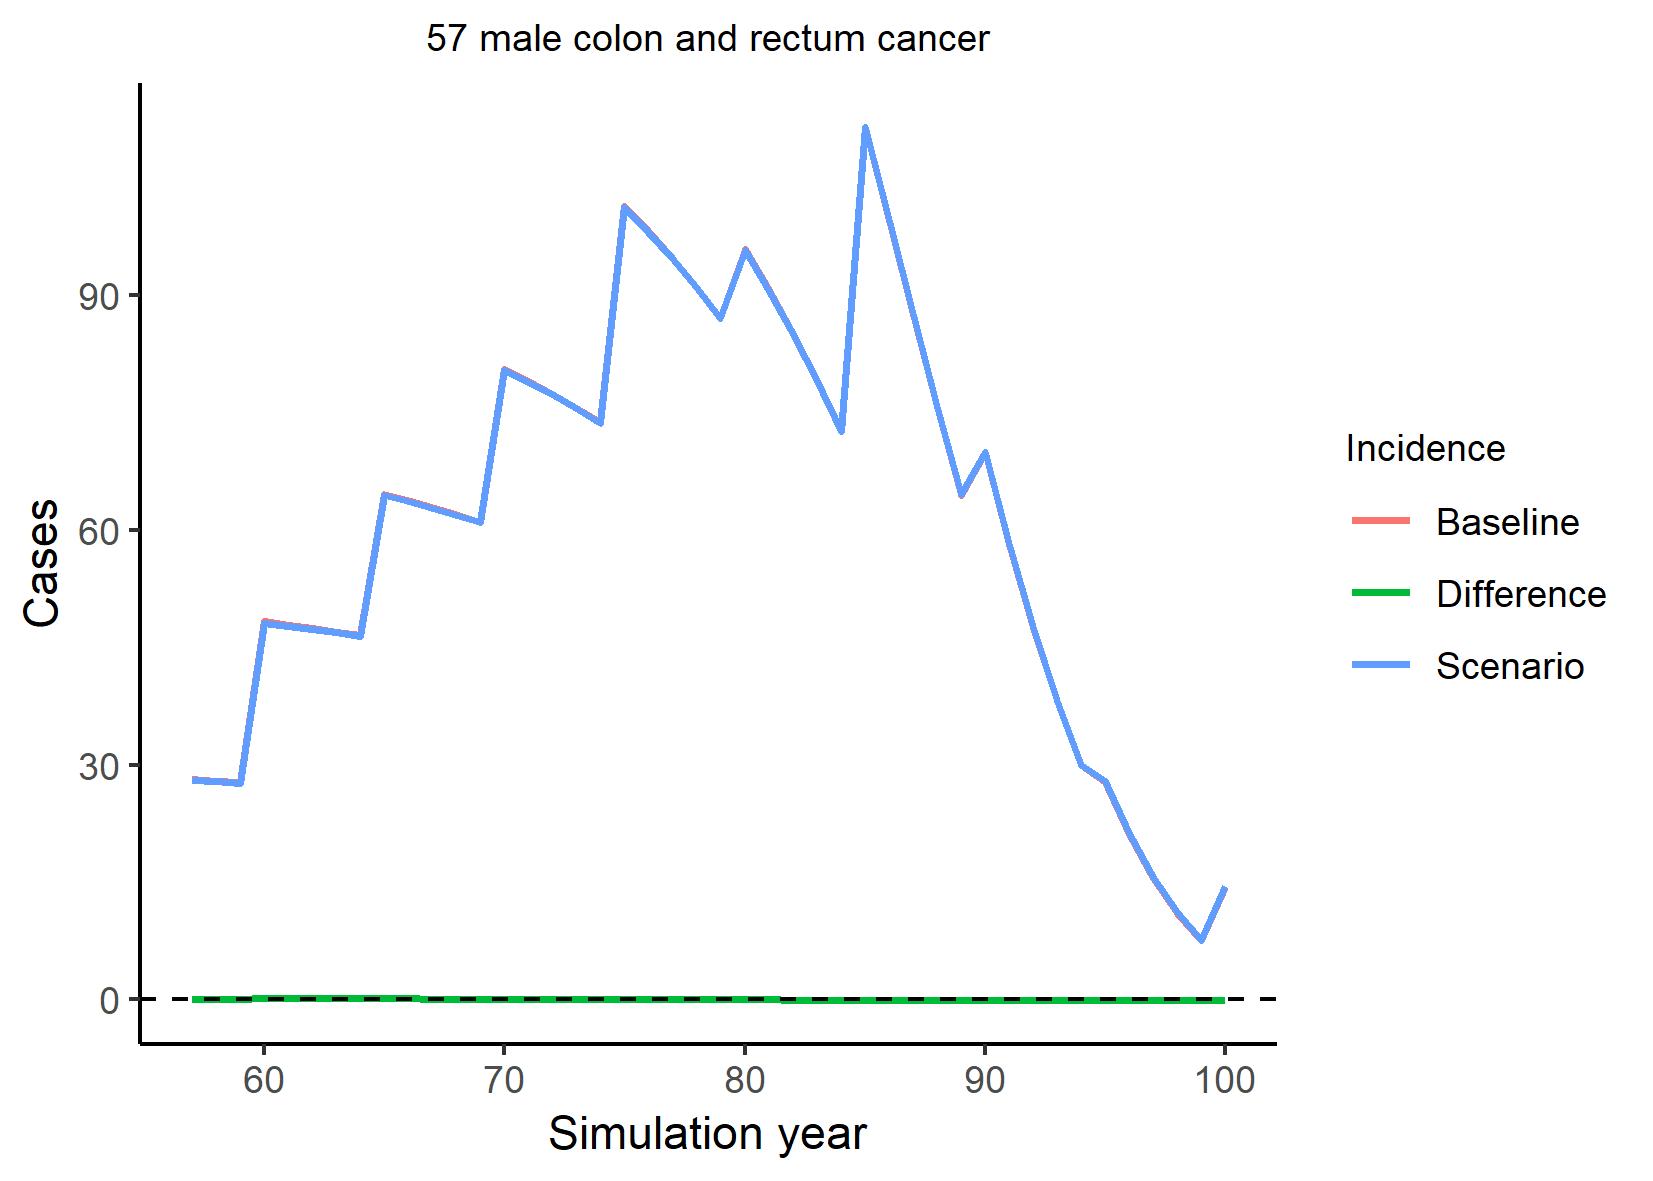 57 male colon and rectum cancer
Cases
90
60
30
0
60 70 80 90 100
Simulation year
Incidence
Baseline
Difference
Scenario